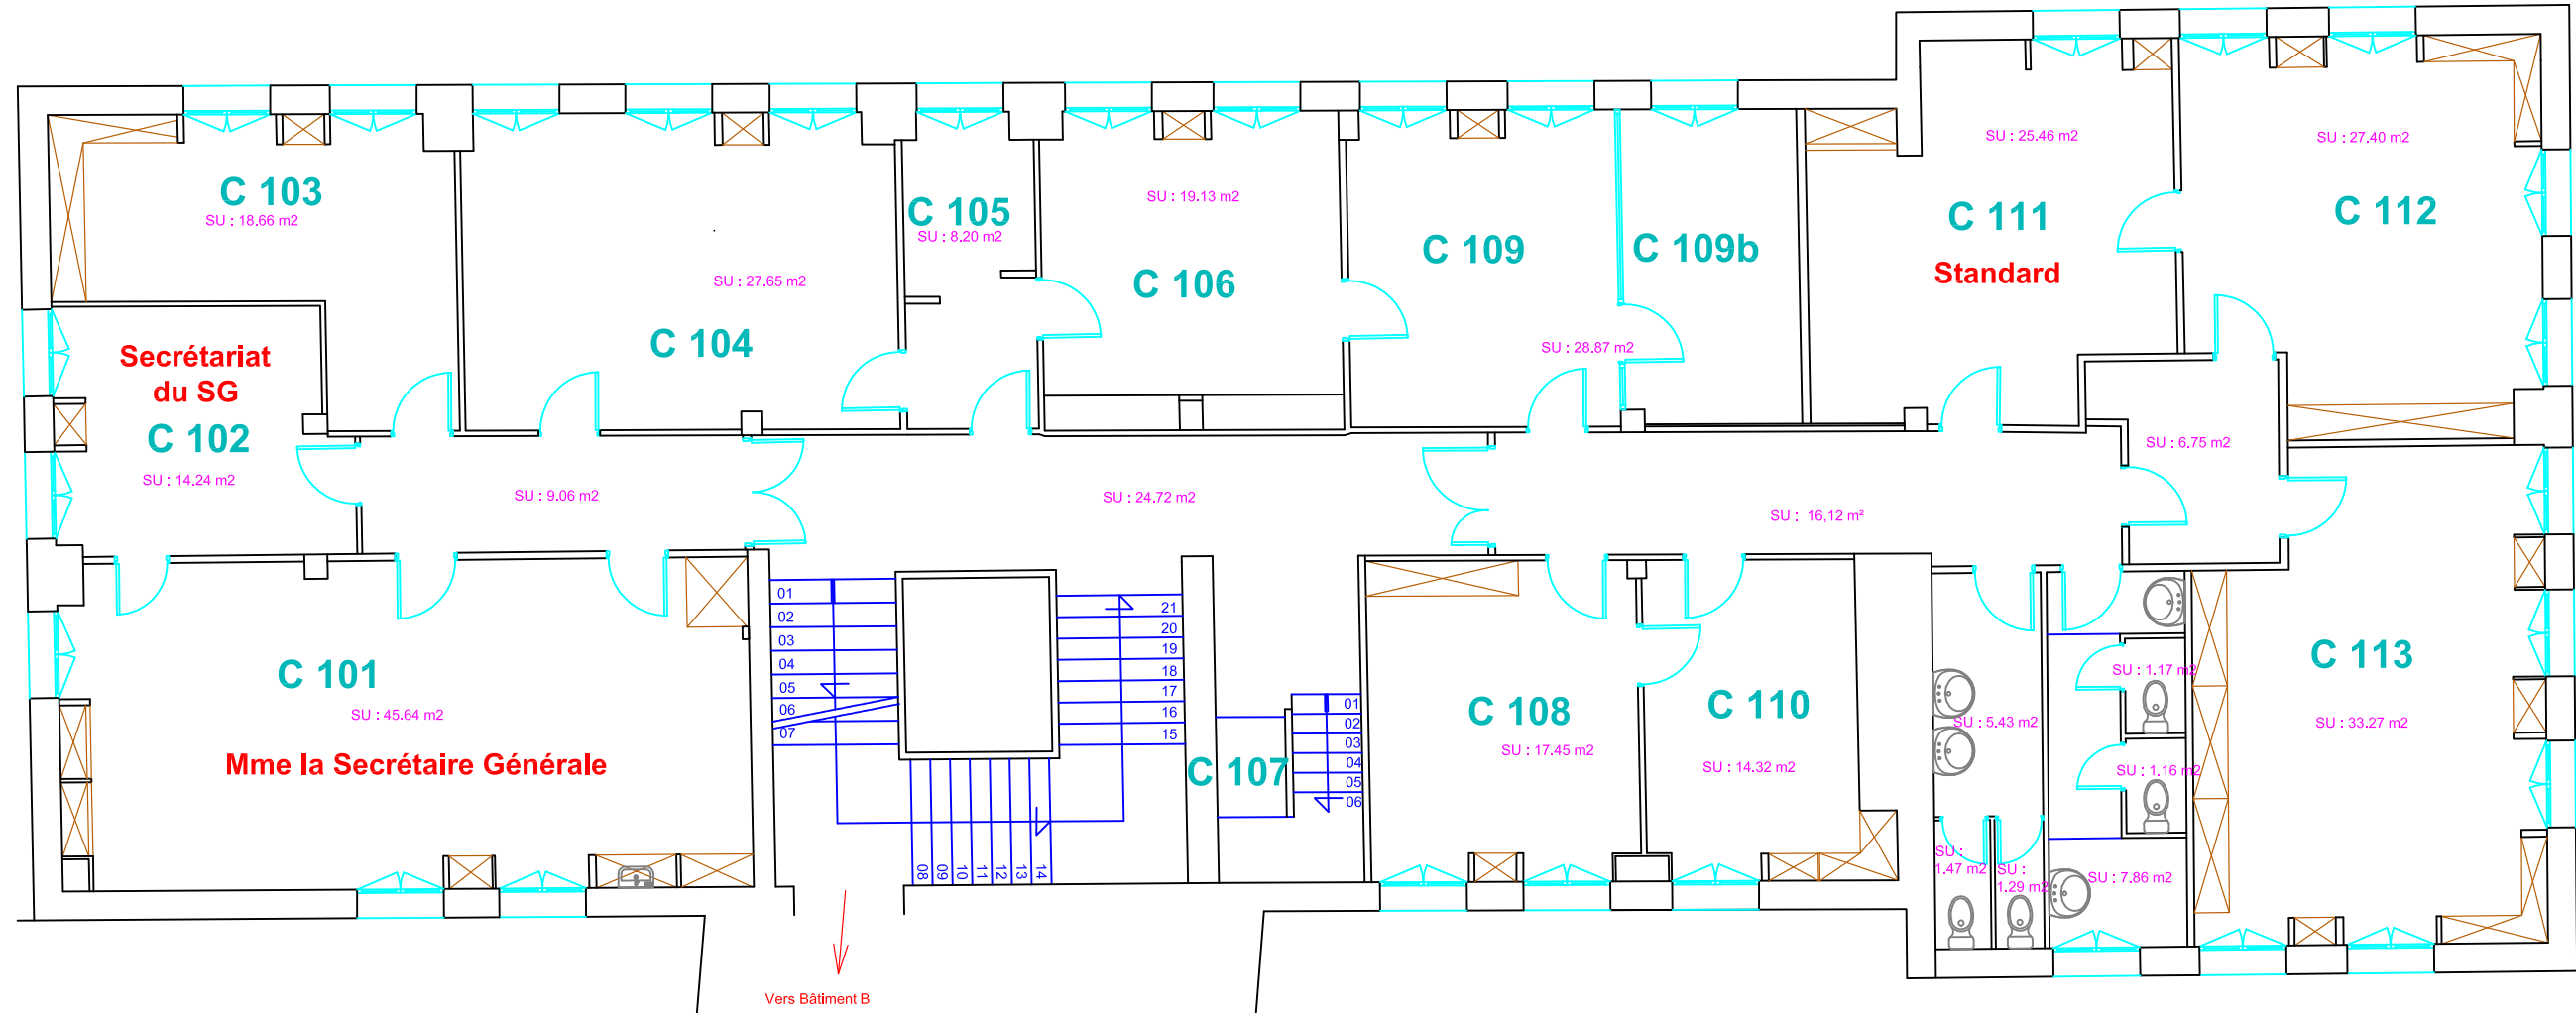 C 103
SU : 18.66 m2
Secrétariat
du SG
C 102
SU : 14.24 m2
SU : 27.65 m2
C 104
C 105
SU : 8.20 m2
SU : 19.13 m2
C 106
C 109
SU : 28.87 m2
C 109b
SU : 25.46 m2
C 111
Standard
SU : 27.40 m2
C 112
SU : 6.75 m2
SU : 9.06 m2
SU : 24.72 m2
SU : 16,12 m²
C 101
SU : 45.64 m2
Mme la Secrétaire Générale
01
02
03
04
05
06
07
08
09
10
11
12
13
14
21
20
19
18
17
16
15
C 107
01
02
03
04
05
06
C 108
SU : 17.45 m2
C 110
SU : 14.32 m2
SU : 5.43 m2
SU :
1.47 m2
SU :
1.29 m2
SU : 1.17 m2
SU : 1.16 m2
SU : 7.86 m2
C 113
SU : 33.27 m2
Vers Bâtiment B